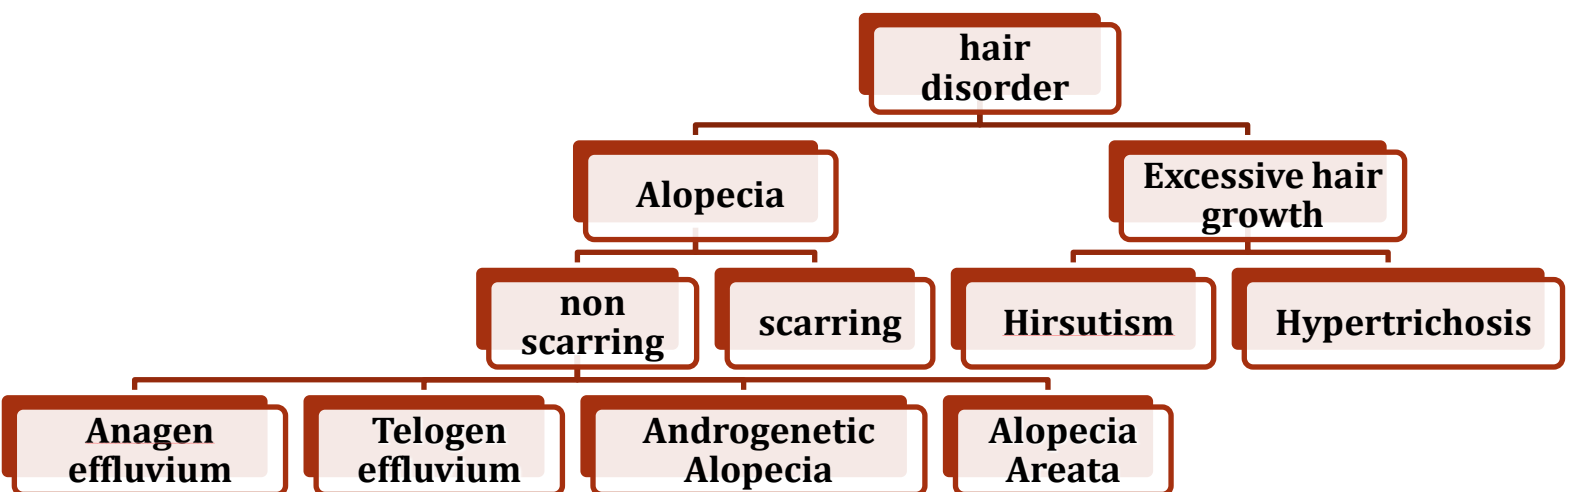 hair
disorder
Alopecia
Excessive hair
growth
non
scarring
scarring
Hirsutism
Hypertrichosis
Anagen
effluvium
Telogen
effluvium
Androgenetic
Alopecia
Alopecia
Areata